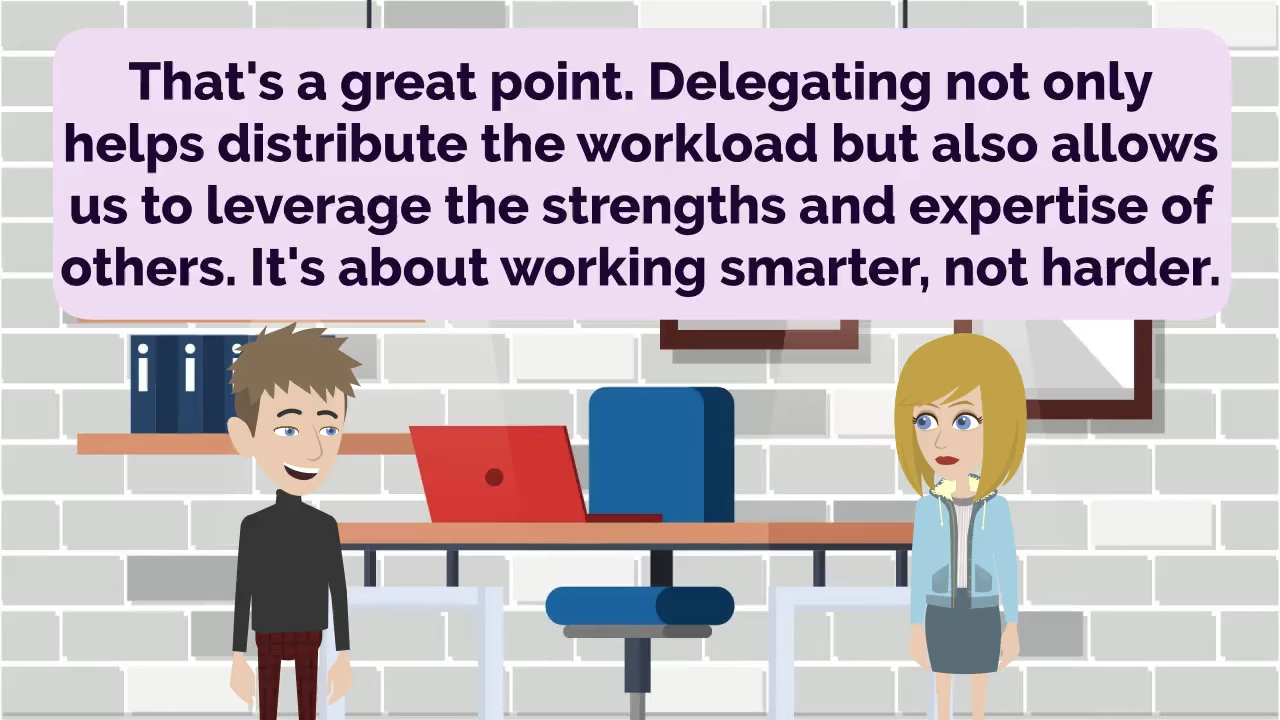 That's a great point. Delegating not only
helps distribute the workload but also allows
us to leverage the strengths and expertise of
others. It's about working smarter, not harder.